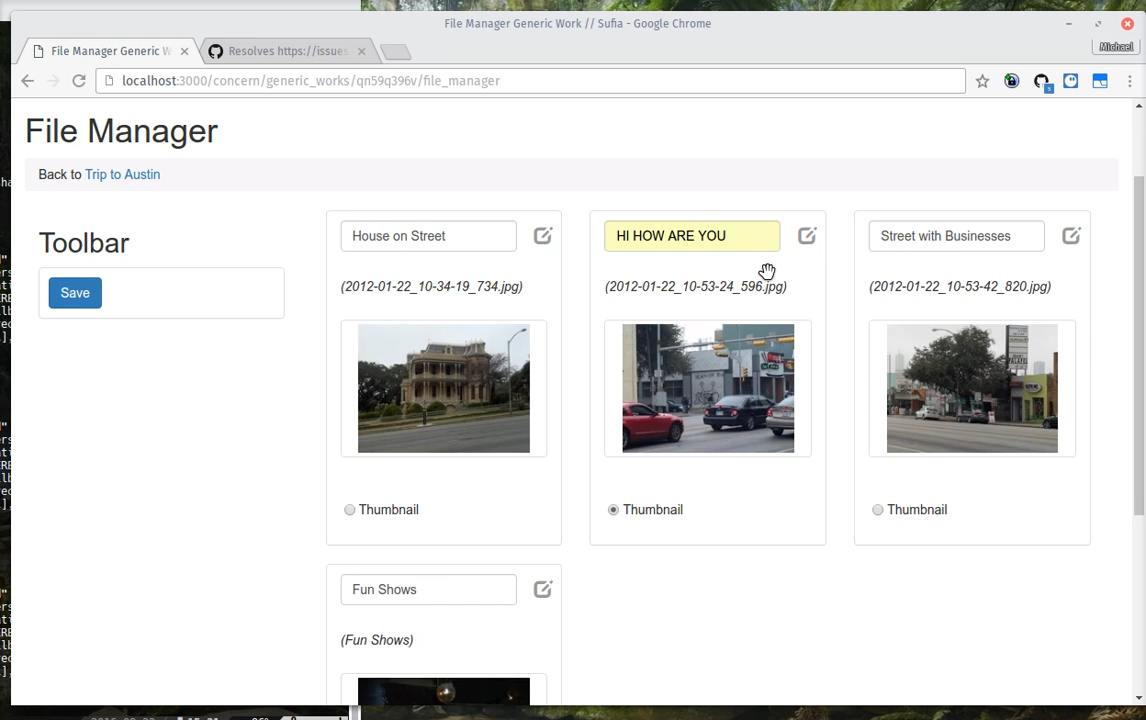 File Manager Generic Work // Sufia - Google Chrome
File Manager Generic W
Resolves https://issues.
Michael
localhost:3000/concern/generic_works/qn59q396v/file_manager
File Manager
Back to Trip to Austin
Toolbar
Save
House on Street
(2012-01-22_10-34-19_734.jpg)
Thumbnail
HI HOW ARE YOU
(2012-01-22_10-53-24_596.jpg)
Thumbnail
Street with Businesses
(2012-01-22_10-53-42_820.jpg)
Thumbnail
Fun Shows
(Fun Shows)